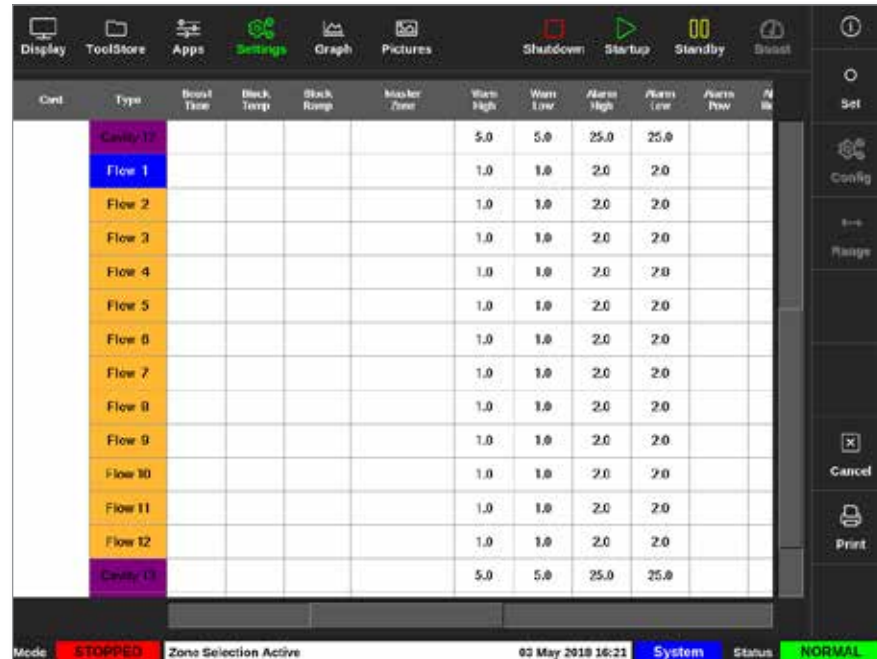 Display ToolStore Apps Settings Graph Pictures Shutdown Startup Standby Boost
Card Type Boost Time Block Temp Block Ramp Master Zone Warn High Warn Low Alarm High Alarm Low Alarm Pow
Cavity 12 5.0 5.0 25.0 25.0
Flow 1 1.0 1.0 2.0 2.0
Flow 2 1.0 1.0 2.0 2.0
Flow 3 1.0 1.0 2.0 2.0
Flow 4 1.0 1.0 2.0 2.0
Flow 5 1.0 1.0 2.0 2.0
Flow 6 1.0 1.0 2.0 2.0
Flow 7 1.0 1.0 2.0 2.0
Flow 8 1.0 1.0 2.0 2.0
Flow 9 1.0 1.0 2.0 2.0
Flow 10 1.0 1.0 2.0 2.0
Flow 11 1.0 1.0 2.0 2.0
Flow 12 1.0 1.0 2.0 2.0
Cavity 13 5.0 5.0 25.0 25.0
Set
Config
Range
Cancel
Print
Mode STOPPED Zone Selection Active 03 May 2018 16:21 System Status NORMAL